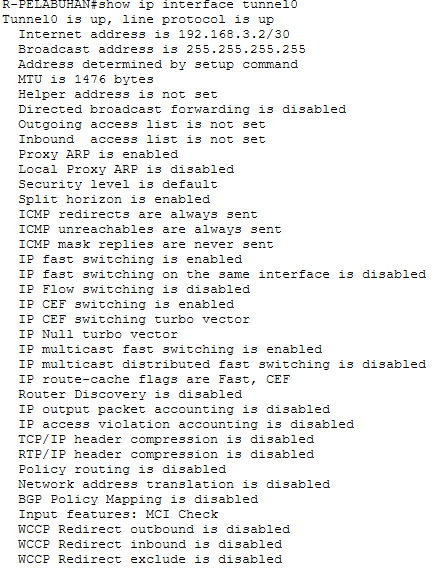 R-PELABUHAN#show ip interface tunnel0
Tunnel0 is up, line protocol is up
Internet address is 192.168.3.2/30
Broadcast address is 255.255.255.255
Address determined by setup command
MTU is 1476 bytes
Helper address is not set
Directed broadcast forwarding is disabled
Outgoing access list is not set
Inbound  access list is not set
Proxy ARP is enabled
Local Proxy ARP is disabled
Security level is default
Split horizon is enabled
ICMP redirects are always sent
ICMP unreachables are always sent
ICMP mask replies are never sent
IP fast switching is enabled
IP fast switching on the same interface is disabled
IP Flow switching is disabled
IP CEF switching is enabled
IP CEF switching turbo vector
IP Null turbo vector
IP multicast fast switching is enabled
IP multicast distributed fast switching is disabled
IP route-cache flags are Fast, CEF
Router Discovery is disabled
IP output packet accounting is disabled
IP access violation accounting is disabled
TCP/IP header compression is disabled
RTP/IP header compression is disabled
Policy routing is disabled
Network address translation is disabled
BGP Policy Mapping is disabled
Input features: MCI Check
WCCP Redirect outbound is disabled
WCCP Redirect inbound is disabled
WCCP Redirect exclude is disabled